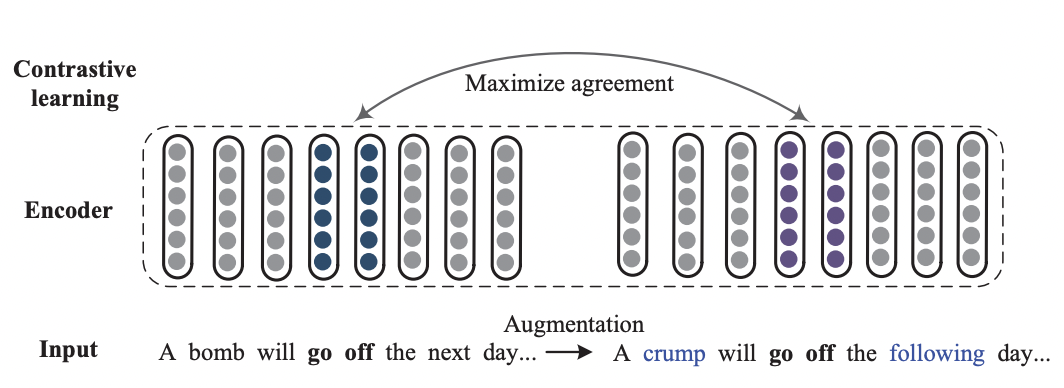 Contrastive
learning
Maximize agreement
Encoder
Augmentation
Input
A bomb will go off the next day...
A crump will go off the following day...